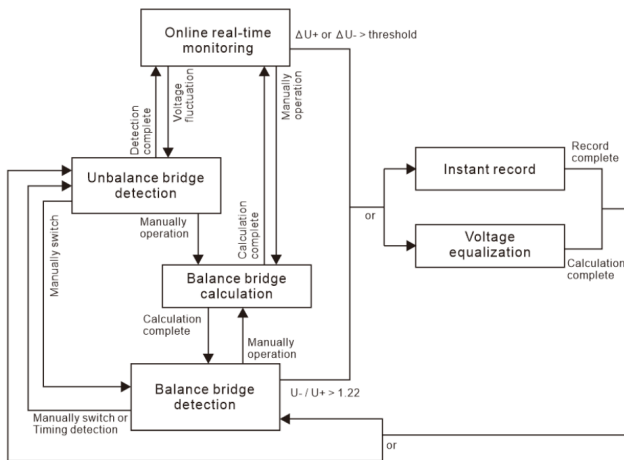 Online real-time
monitoring
ΔU+ or ΔU- > threshold
Detection
complete
Voltage
fluctuation
Manually
operation
Unbalance bridge
detection
Instant record
Record
complete
Manually switch
Manually
operation
Calculation
complete
or
Voltage
equalization
Calculation
complete
Balance bridge
calculation
Calculation
complete
Manually
operation
Balance bridge
detection
U- / U+ > 1.22
Manually switch or
Timing detection
or